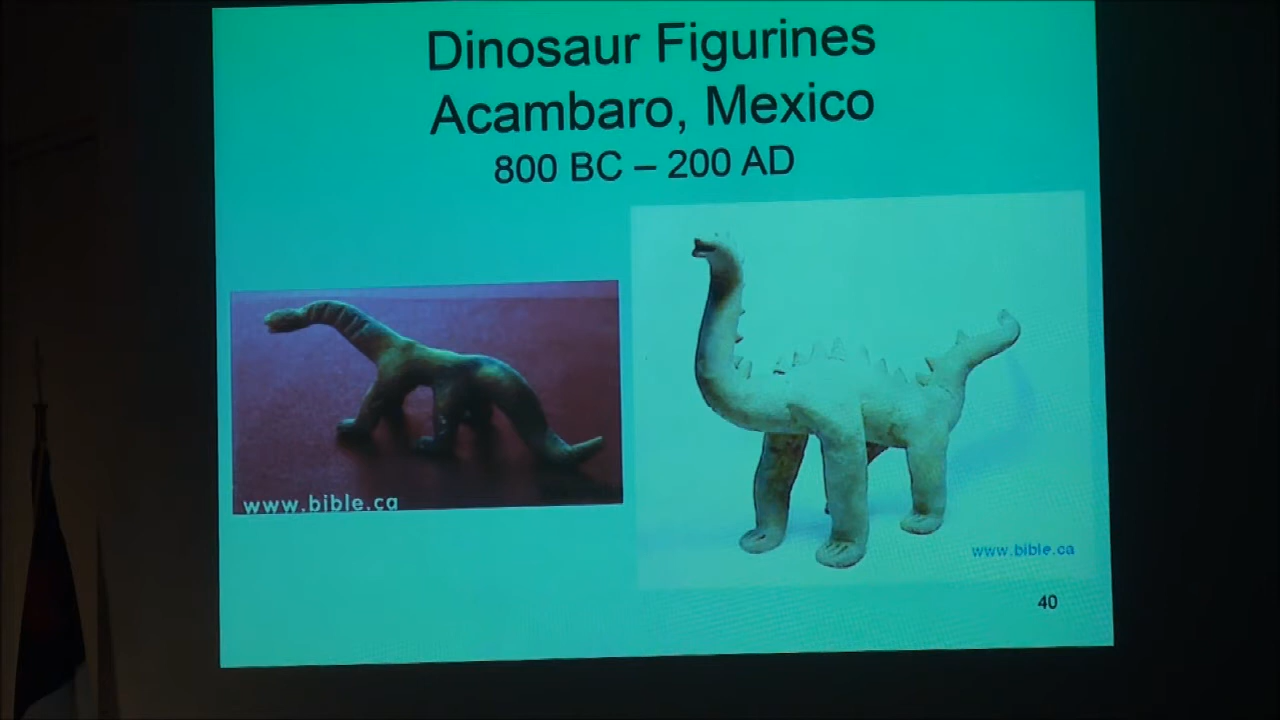 Dinosaur Figurines
Acambaro, Mexico
800 BC – 200 AD
www.bible.ca
www.bible.ca
40